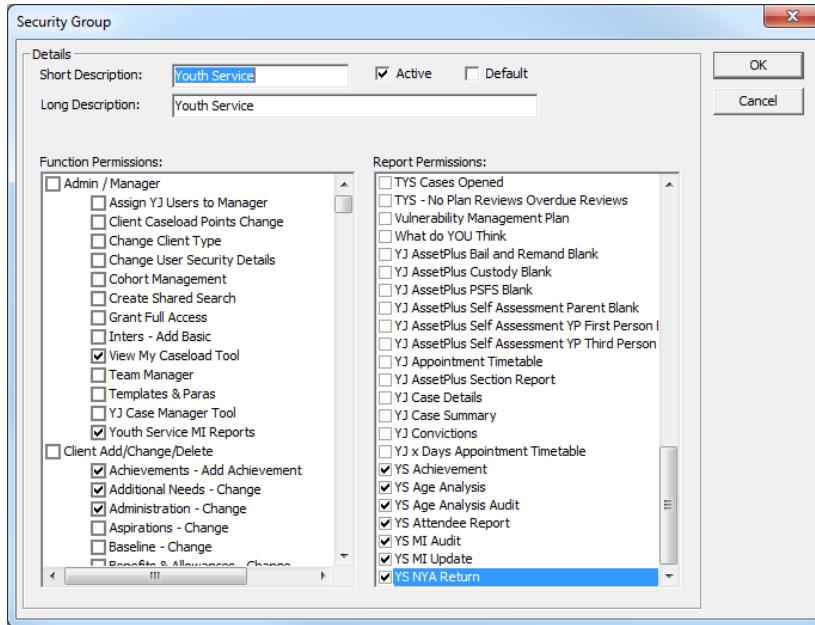 Security Group
Details
Short Description: Youth Service Active Default
Long Description: Youth Service
OK
Cancel
Function Permissions:
Admin / Manager
Assign YJ Users to Manager
Client Caseload Points Change
Change Client Type
Change User Security Details
Cohort Management
Create Shared Search
Grant Full Access
Inters - Add Basic
View My Caseload Tool
Team Manager
Templates & Paras
YJ Case Manager Tool
Youth Service MI Reports
Client Add/Change/Delete
Achievements - Add Achievement
Additional Needs - Change
Administration - Change
Aspirations - Change
Baseline - Change
Benefits & Allowances - Change
Report Permissions:
TYS Cases Opened
TYS - No Plan Reviews Overdue Reviews
Vulnerability Management Plan
What do YOU Think
YJ AssetPlus Bail and Remand Blank
YJ AssetPlus Custody Blank
YJ AssetPlus PSFS Blank
YJ AssetPlus Self Assessment Parent Blank
YJ AssetPlus Self Assessment YP First Person
YJ AssetPlus Self Assessment YP Third Person
YJ Appointment Timetable
YJ AssetPlus Section Report
YJ Case Details
YJ Case Summary
YJ Convictions
YJ x Days Appointment Timetable
YS Achievement
YS Age Analysis
YS Age Analysis Audit
YS Attendee Report
YS MI Audit
YS MI Update
YS NYA Return